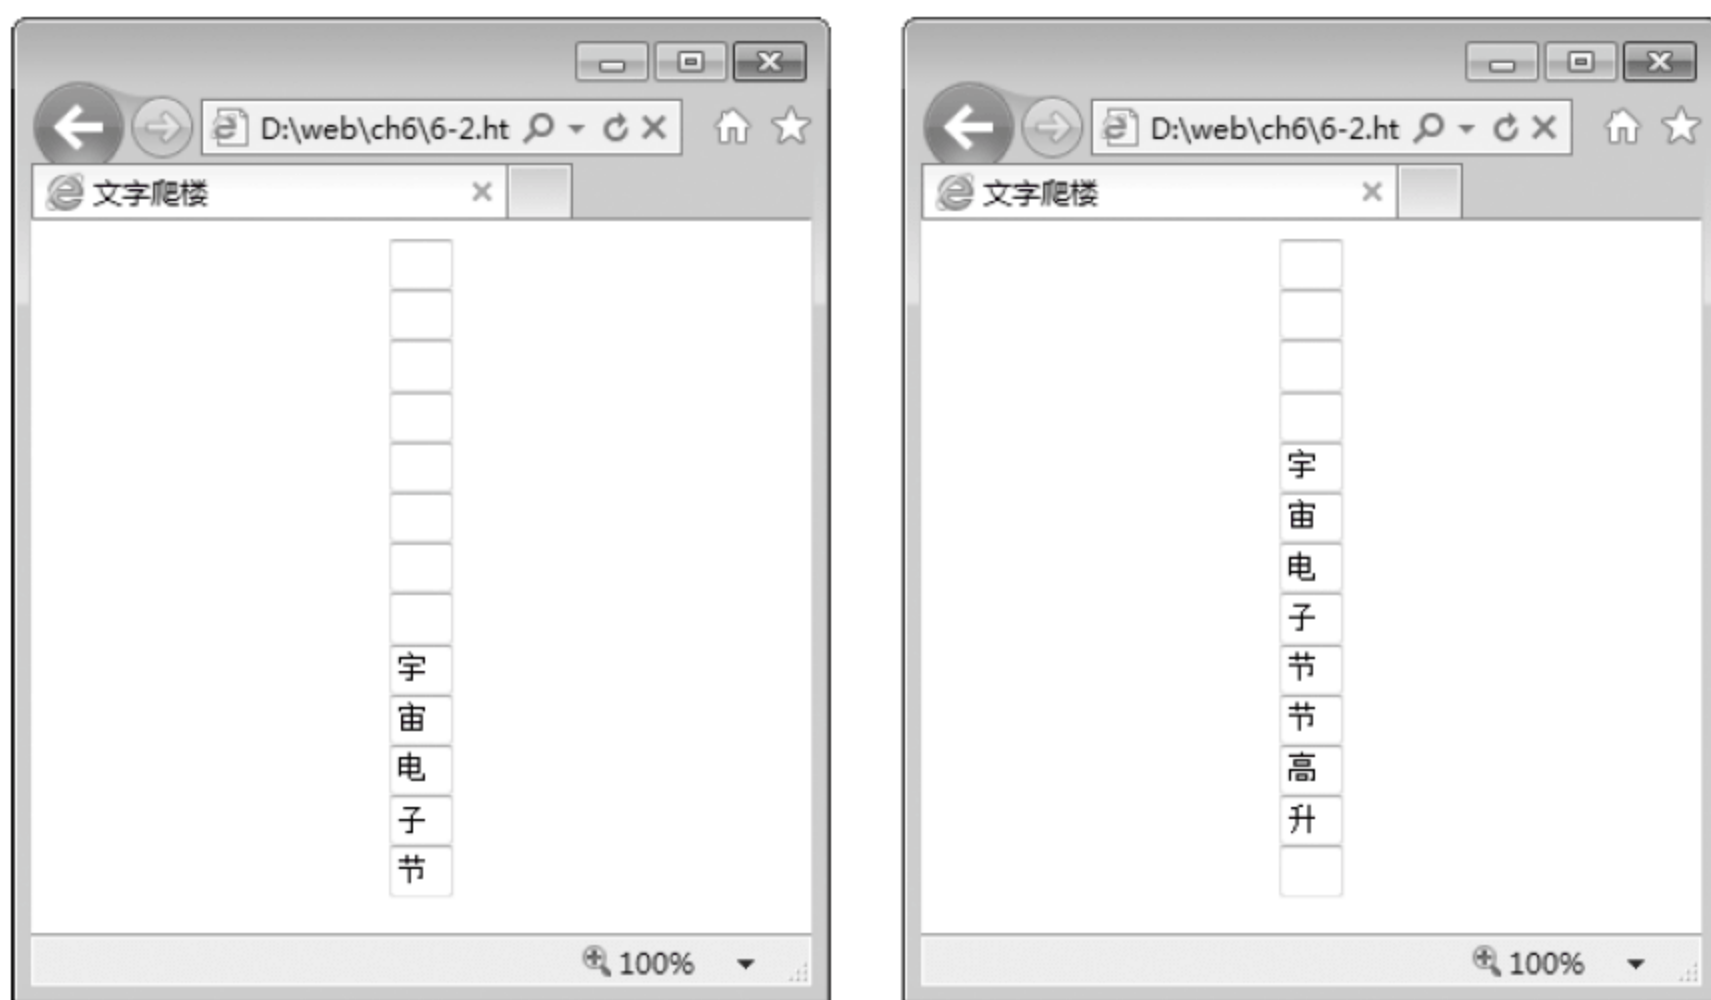 D:\web\ch6\6-2.ht
文字爬楼
宇
宙
电
子
节
100%
D:\web\ch6\6-2.ht
文字爬楼
宇
宙
电
子
节
节
高
升
100%